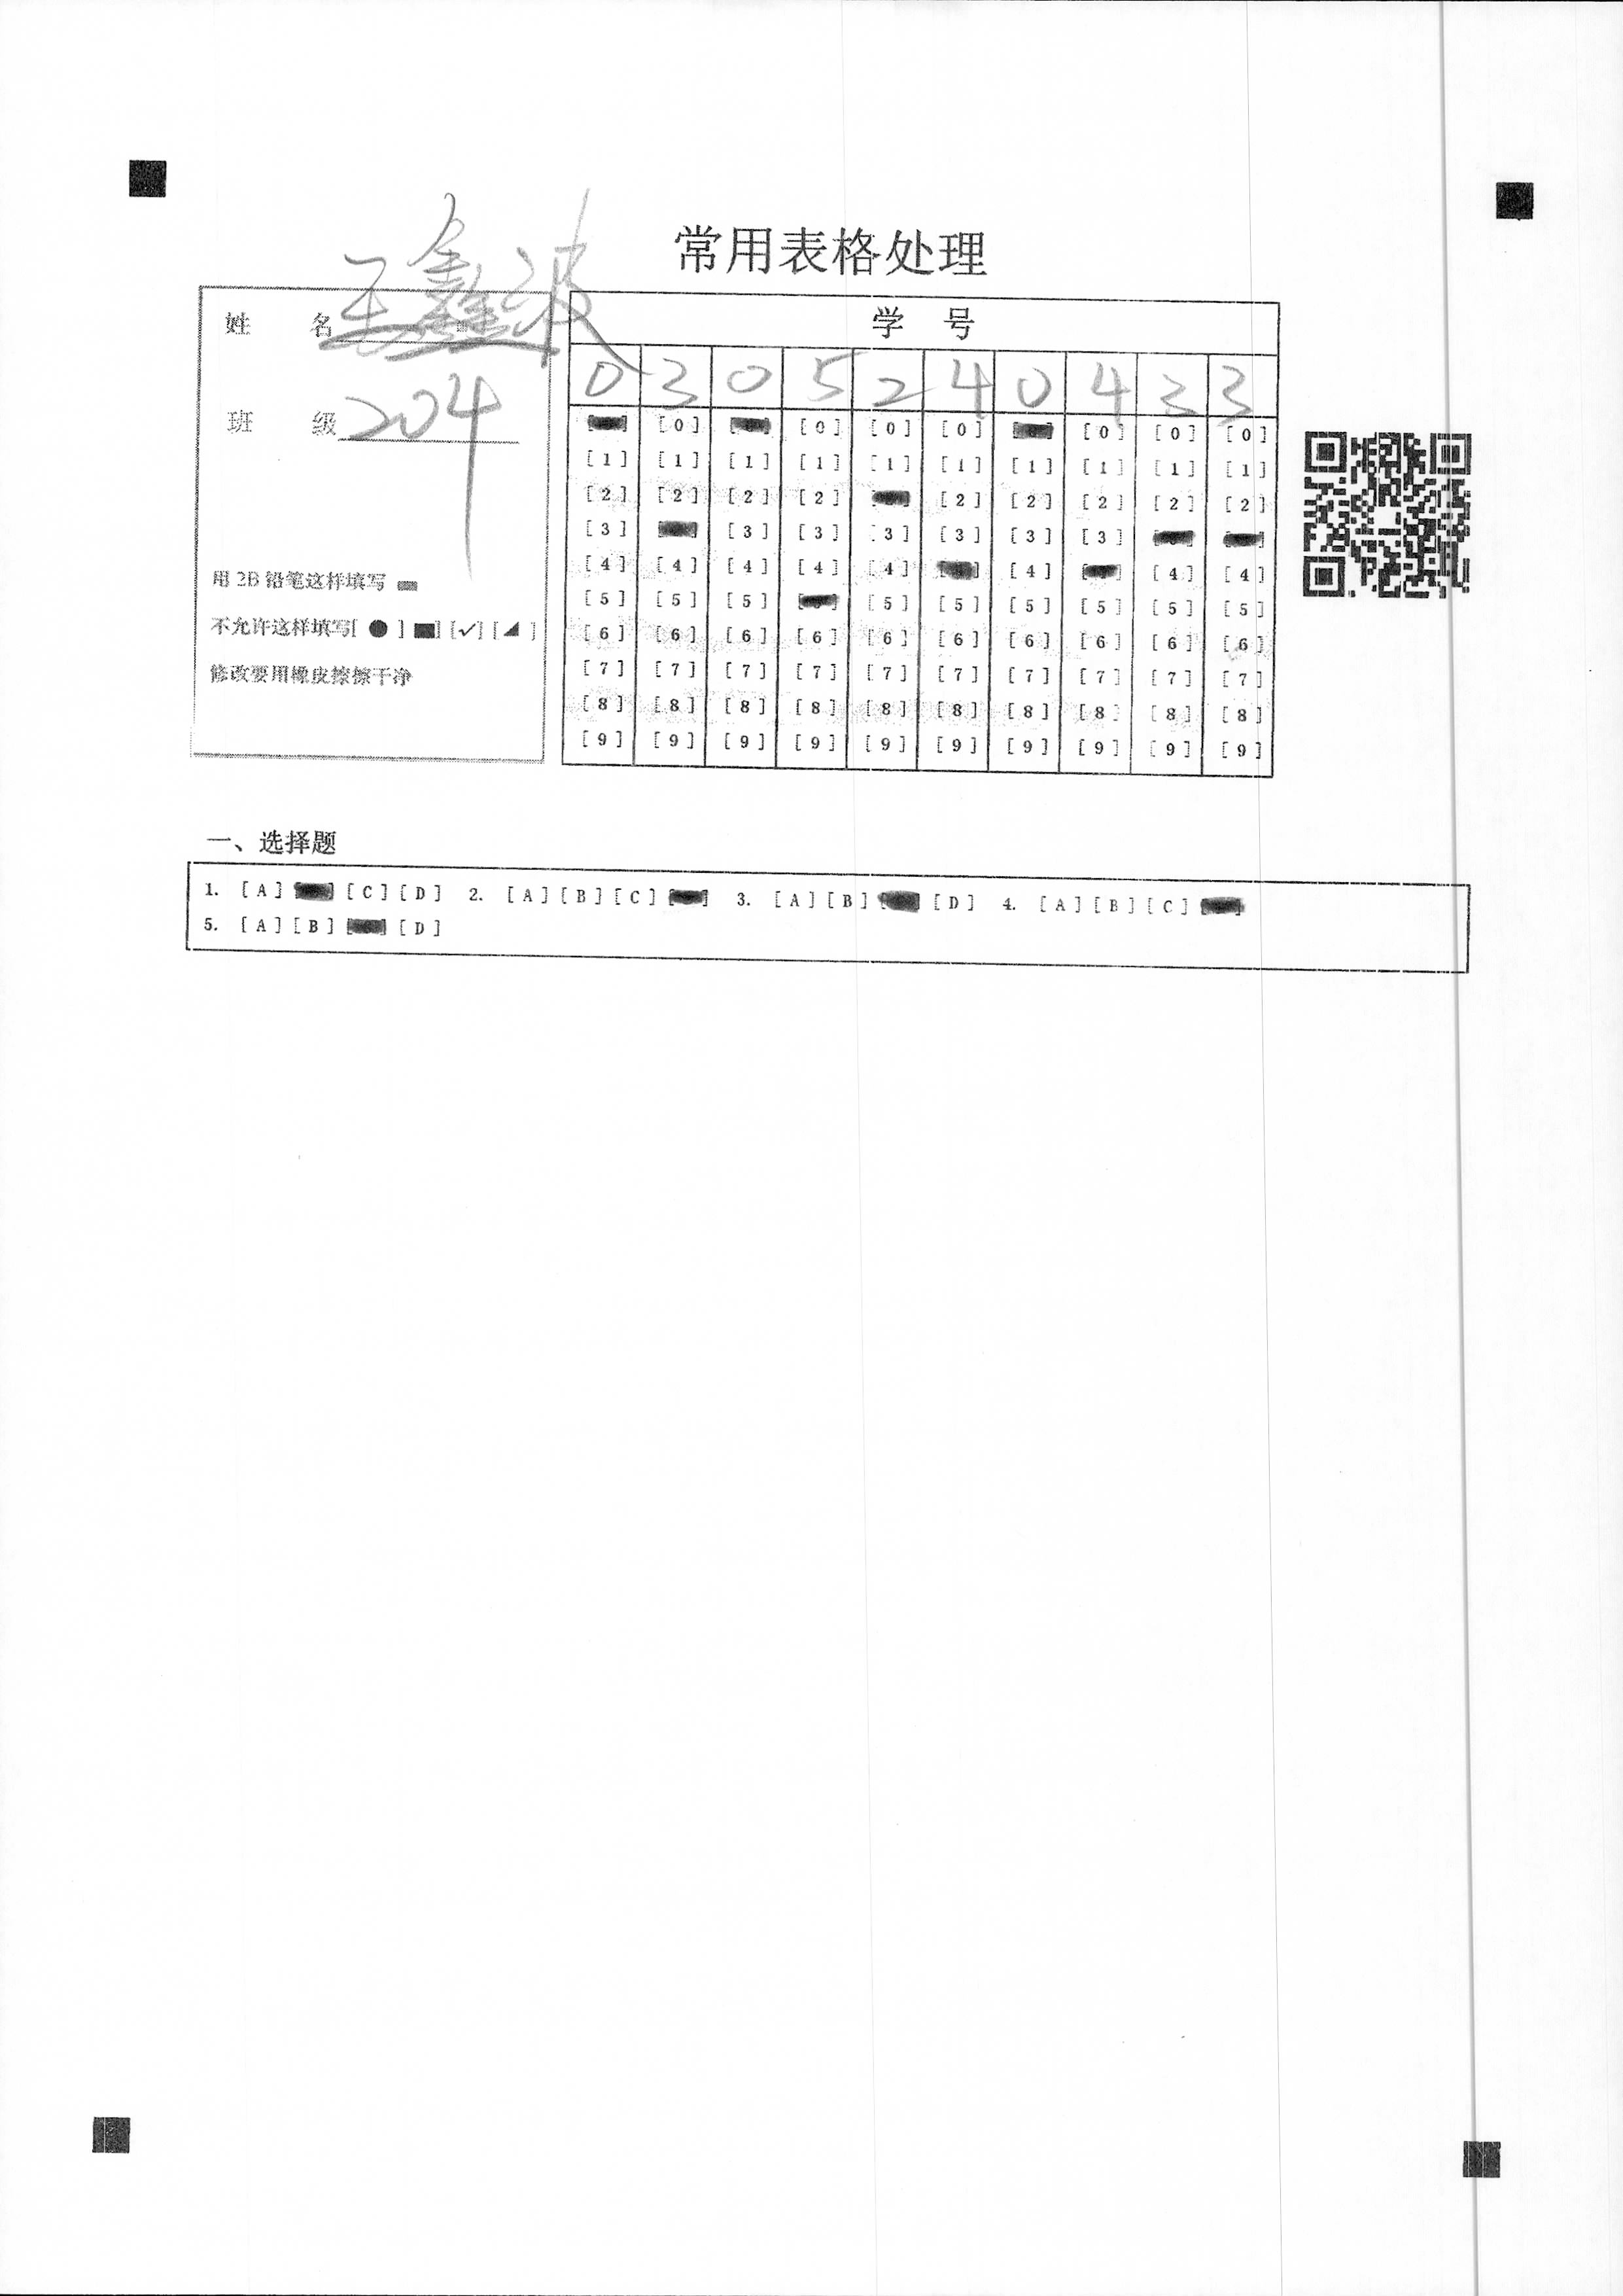 常用表格处理
姓 名 王鑫波
班 级 204
用 2B 铅笔这样填写
不允许这样填写[ ● ] ■] [✓] [◢ ]
修改要用橡皮擦擦干净
学 号
0 3 0 5 2 4 0 4 3 3
[0] [0] [0] [0] [0] [0] [0]
[1] [1] [1] [1] [1] [1] [1] [1] [1] [1]
[2] [2] [2] [2] [2] [2] [2] [2] [2]
[3] [3] [3] [3] [3] [3] [3]
[4] [4] [4] [4] [4] [4] [4] [4]
[5] [5] [5] [5] [5] [5] [5] [5] [5]
[6] [6] [6] [6] [6] [6] [6] [6] [6] [6]
[7] [7] [7] [7] [7] [7] [7] [7] [7] [7]
[8] [8] [8] [8] [8] [8] [8] [8] [8] [8]
[9] [9] [9] [9] [9] [9] [9] [9] [9] [9]
一、选择题
1. [A] [C] [D] 2. [A] [B] [C] 3. [A] [B] [D] 4. [A] [B] [C]
5. [A] [B] [D]